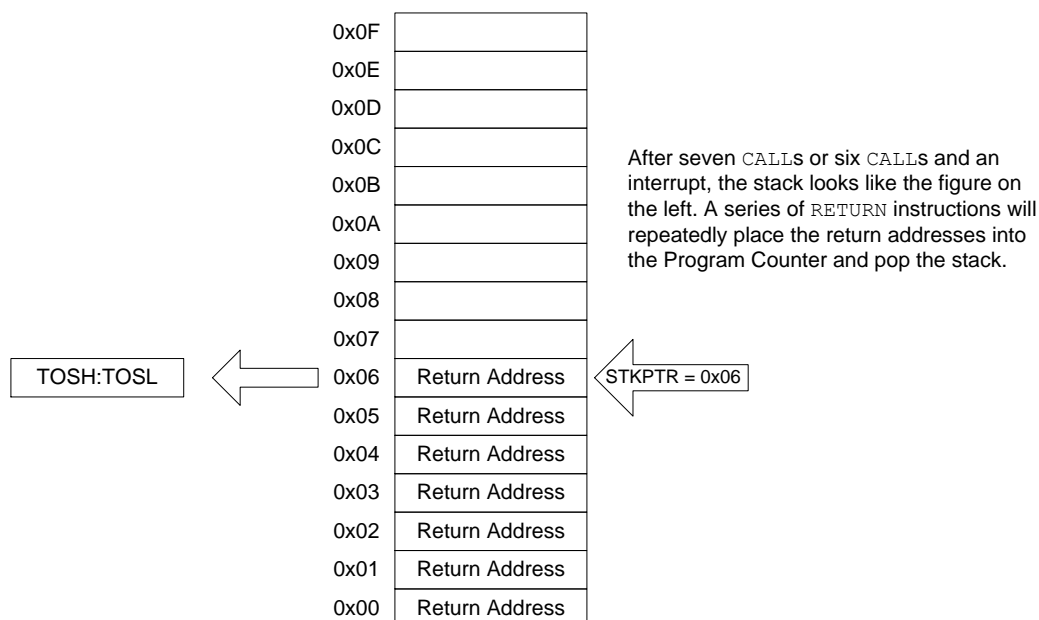 0x0F
0x0E
0x0D
0x0C
0x0B
0x0A
0x09
0x08
0x07
TOSH:TOSL
0x06 Return Address STKPTR = 0x06
0x05 Return Address
0x04 Return Address
0x03 Return Address
0x02 Return Address
0x01 Return Address
0x00 Return Address
After seven CALLs or six CALLs and an
interrupt, the stack looks like the figure on
the left. A series of RETURN instructions will
repeatedly place the return addresses into
the Program Counter and pop the stack.